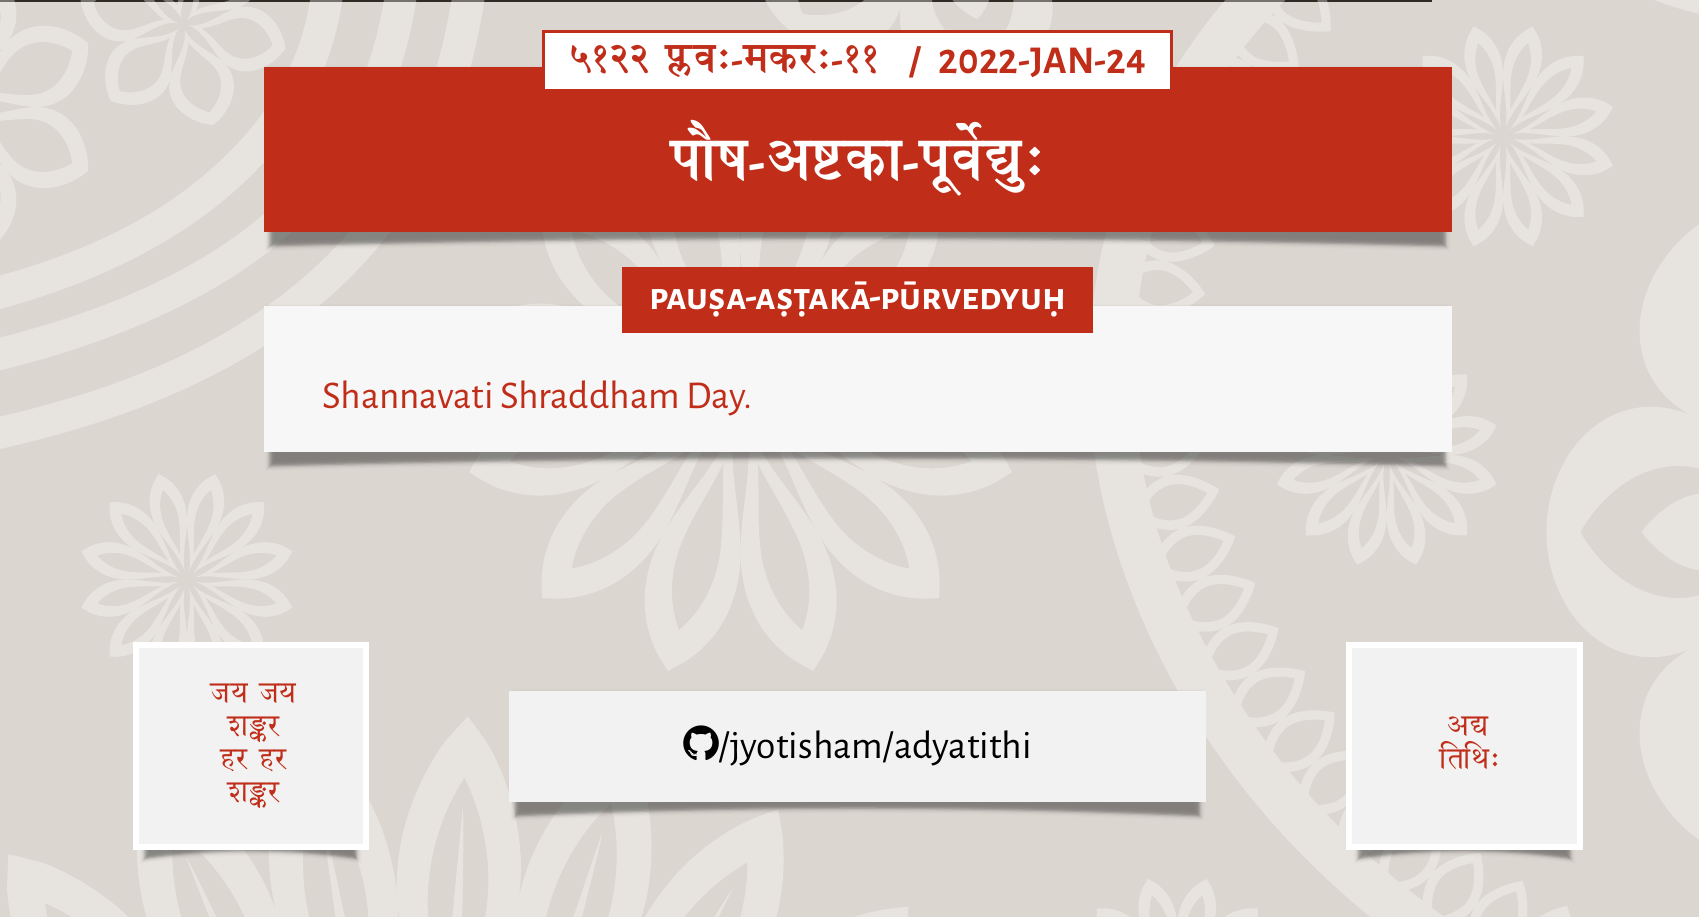 ५१२२ प्लवः-मकरः-११ / 2022-JAN-24
पौष-अष्टका-पूर्वेद्युः
PAUṢA-AṢṬAKĀ-PŪRVEDYUḤ
Shannavati Shraddham Day.
जय जय
शङ्कर
हर हर
शङ्कर
/jyotisham/adyatithi
अद्य
तिथिः